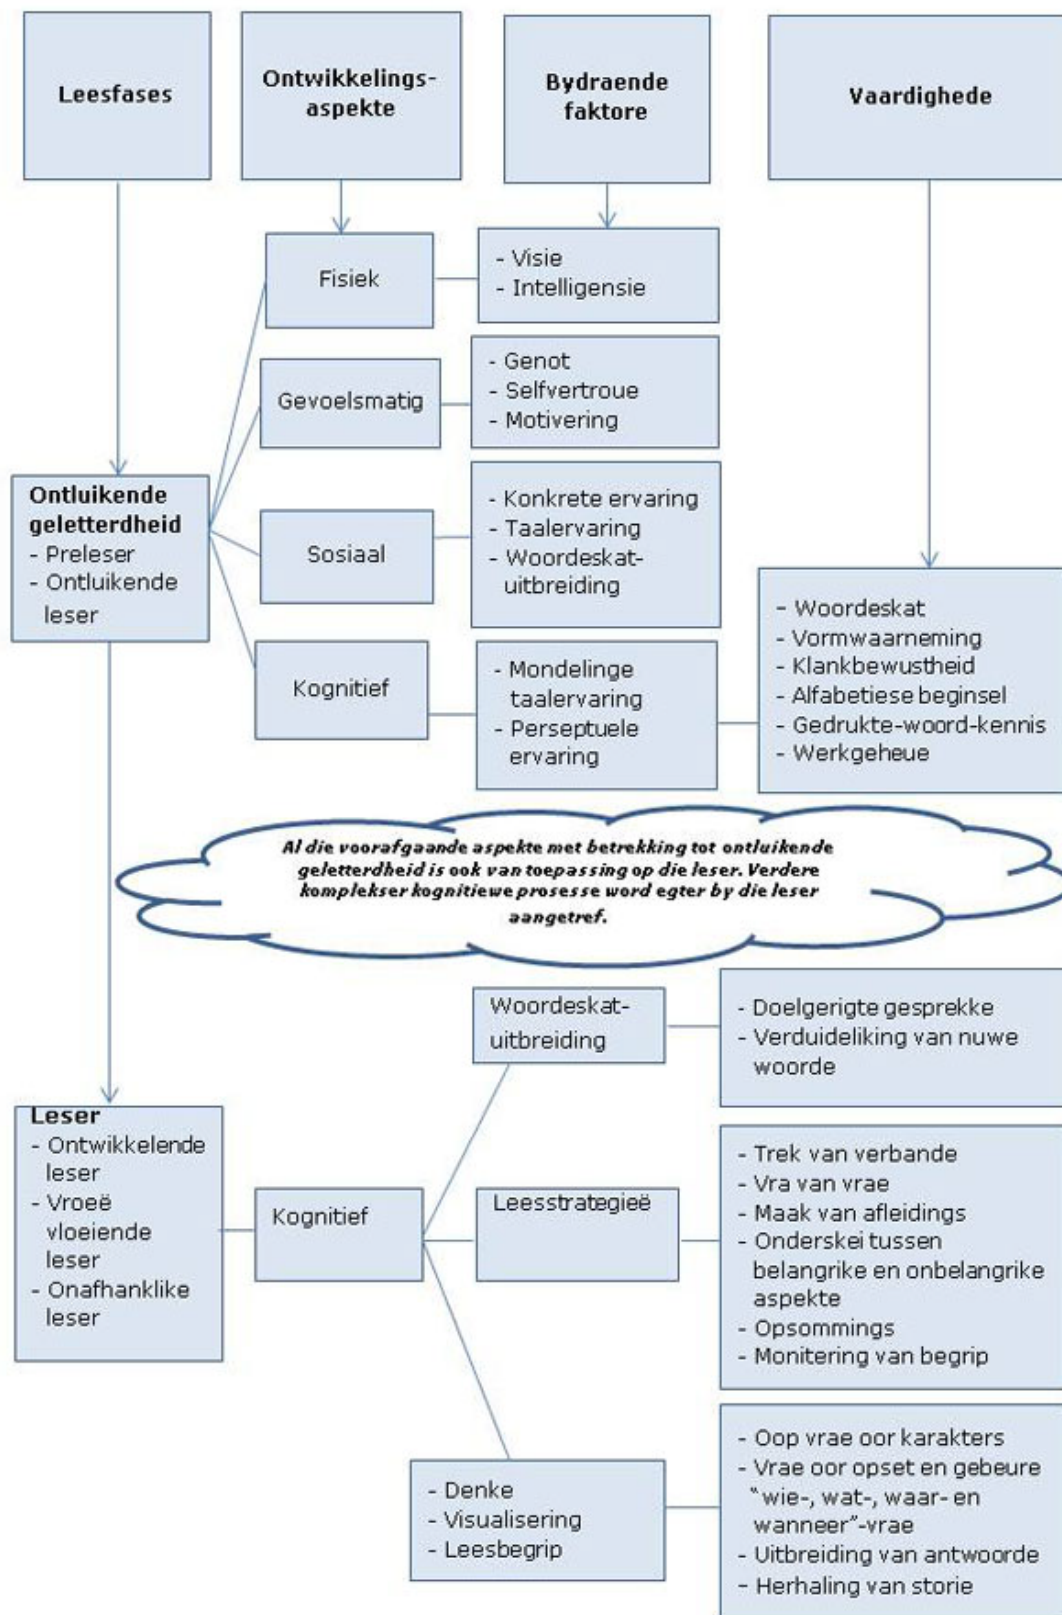 Leesfases
Ontwikkelings-
aspekte
Bydraende
faktore
Vaardighede
Fisiek
- Visie
- Intelligensie
Gevoelsmatig
- Genot
- Selfvertroue
- Motivering
Ontluikende
geletterdheid
- Preleser
- Ontluikende
leser
Sosiaal
- Konkrete ervaring
- Taalervaring
- Woordeskat-
uitbreiding
Kognitief
- Mondelinge
taalervaring
- Perseptuele
ervaring
- Woordeskat
- Vormwaarneming
- Klankbewustheid
- Alfabetiese beginsel
- Gedrukte-woord-kennis
- Werkgeheue
Al die voorafgaande aspekte met betrekking tot ontluikende
geletterdheid is ook van toepassing op die leser. Verdere
komplekser kognitiewe prosesse word egter by die leser
aangetref.
Leser
- Ontwikkelende
leser
- Vroeë
vloeiende
leser
- Onafhanklike
leser
Kognitief
Woordeskat-
uitbreiding
- Doelgerigte gesprekke
- Verduideliking van nuwe
woorde
Leesstrategieë
- Trek van verbande
- Vra van vrae
- Maak van afleidings
- Onderskei tussen
belangrike en onbelangrike
aspekte
- Opsommings
- Monitering van begrip
- Denke
- Visualisering
- Leesbegrip
- Oop vrae oor karakters
- Vrae oor opset en gebeure
"wie-, wat-, waar- en
wanneer"-vrae
- Uitbreiding van antwoorde
- Herhaling van storie